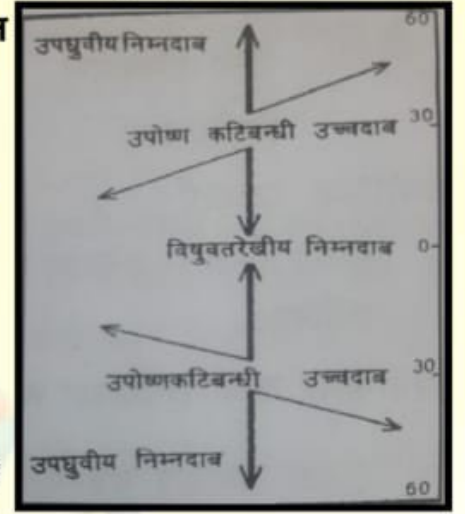 60
उपध्रुवीय निम्नदाब
30
उपोष्ण कटिबन्धी उच्चदाब
विषुवतरेखीय निम्नदाब 0
30
उपोष्णकटिबन्धी उच्चदाब
उपध्रुवीय निम्नदाब
60